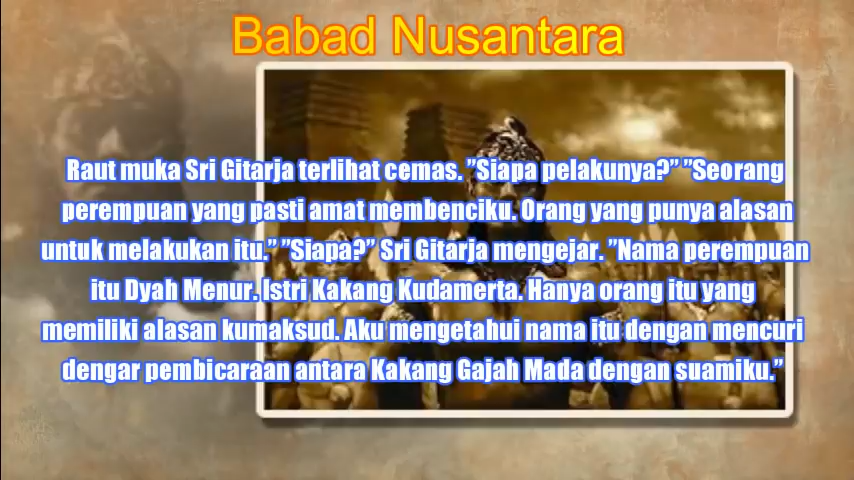 Babad Nusantara
Raut muka Sri Gitarja terlihat cemas. ”Siapa pelakunya?” ”Seorang
perempuan yang pasti amat membenciku. Orang yang punya alasan
untuk melakukan itu.” ”Siapa?” Sri Gitarja mengejar. ”Nama perempuan
itu Dyah Menur. Istri Kakang Kudamerta. Hanya orang itu yang
memiliki alasan kumaksud. Aku mengetahui nama itu dengan mencuri
dengar pembicaraan antara Kakang Gajah Mada dengan suamiku.”